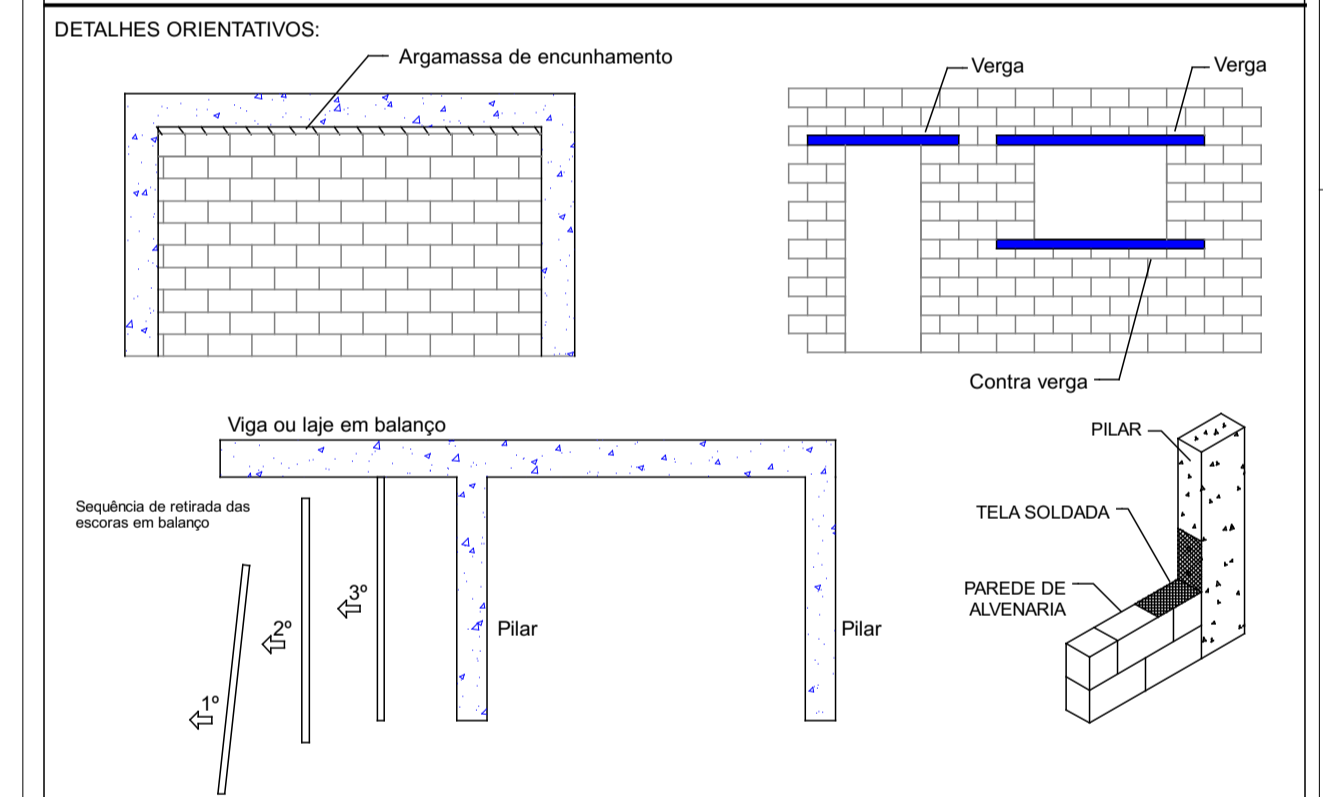 DETALHES ORIENTATIVOS:
Argamassa de encunhamento
Verga
Verga
Contra verga
Viga ou laje em balanço
Sequência de retirada das
escoras em balanço
1º
2º
3º
Pilar
Pilar
PILAR
TELA SOLDADA
PAREDE DE
ALVENARIA